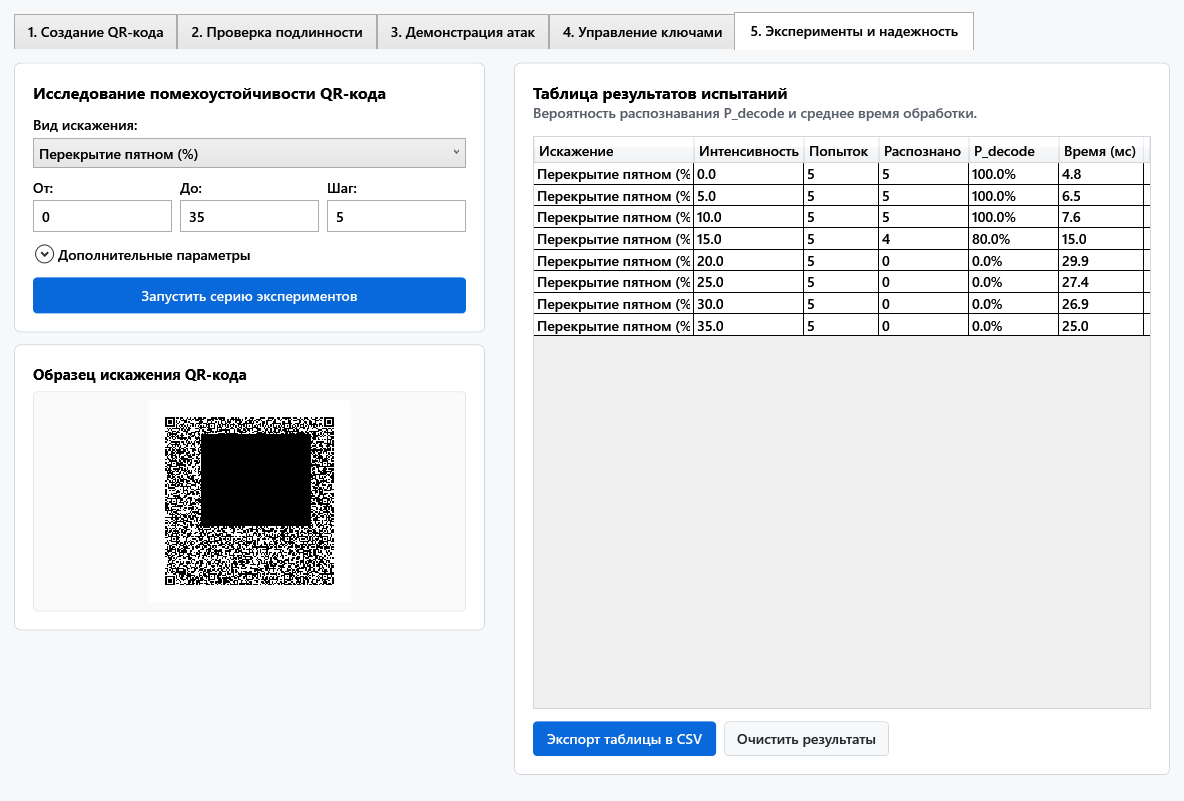 1. Создание QR-кода 2. Проверка подлинности 3. Демонстрация атак 4. Управление ключами 5. Эксперименты и надежность
Исследование помехоустойчивости QR-кода
Вид искажения:
Перекрытие пятном (%)
От: До: Шаг:
0 35 5
Дополнительные параметры
Запустить серию экспериментов
Образец искажения QR-кода
Таблица результатов испытаний
Вероятность распознавания P_decode и среднее время обработки.
Искажение Интенсивность Попыток Распознано P_decode Время (мс)
Перекрытие пятном (% 0.0 5 5 100.0% 4.8
Перекрытие пятном (% 5.0 5 5 100.0% 6.5
Перекрытие пятном (% 10.0 5 5 100.0% 7.6
Перекрытие пятном (% 15.0 5 4 80.0% 15.0
Перекрытие пятном (% 20.0 5 0 0.0% 29.9
Перекрытие пятном (% 25.0 5 0 0.0% 27.4
Перекрытие пятном (% 30.0 5 0 0.0% 26.9
Перекрытие пятном (% 35.0 5 0 0.0% 25.0
Экспорт таблицы в CSV Очистить результаты